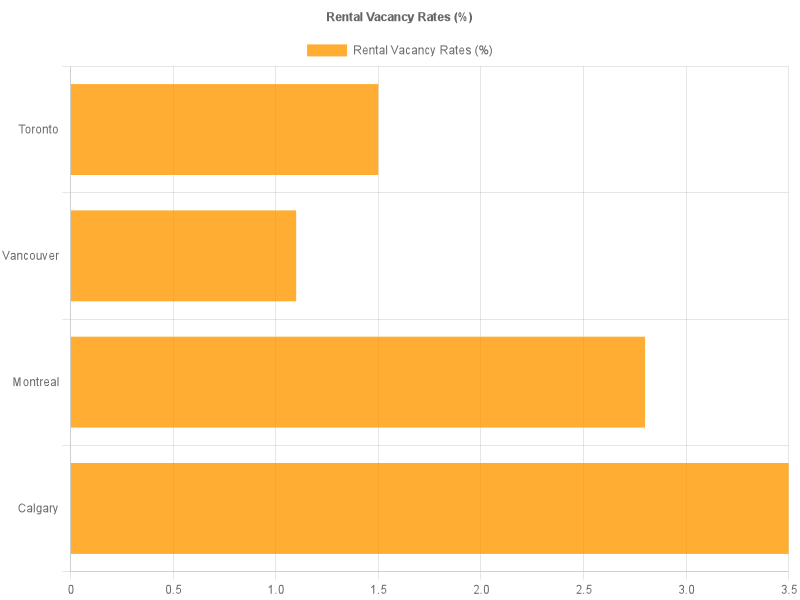 Rental Vacancy Rates (%)
Rental Vacancy Rates (%)
Toronto
Vancouver
Montreal
Calgary
0 0.5 1.0 1.5 2.0 2.5 3.0 3.5